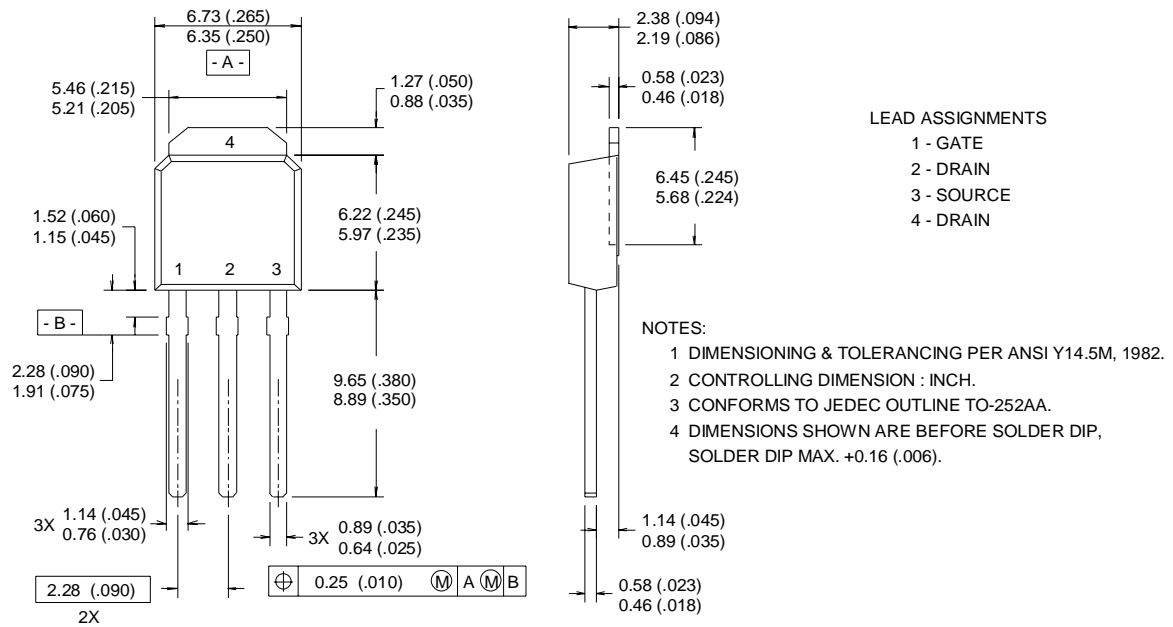 6.73 (.265)
6.35 (.250)
- A -
5.46 (.215)
5.21 (.205)
1.27 (.050)
0.88 (.035)
4
6.22 (.245)
5.97 (.235)
1.52 (.060)
1.15 (.045)
1 2 3
- B -
2.28 (.090)
1.91 (.075)
9.65 (.380)
8.89 (.350)
3X 1.14 (.045)
0.76 (.030)
3X 0.89 (.035)
0.64 (.025)
2.28 (.090)
2X
⌖ 0.25 (.010) Ⓜ A Ⓜ B
2.38 (.094)
2.19 (.086)
0.58 (.023)
0.46 (.018)
6.45 (.245)
5.68 (.224)
1.14 (.045)
0.89 (.035)
0.58 (.023)
0.46 (.018)
LEAD ASSIGNMENTS
1 - GATE
2 - DRAIN
3 - SOURCE
4 - DRAIN
NOTES:
1 DIMENSIONING & TOLERANCING PER ANSI Y14.5M, 1982.
2 CONTROLLING DIMENSION : INCH.
3 CONFORMS TO JEDEC OUTLINE TO-252AA.
4 DIMENSIONS SHOWN ARE BEFORE SOLDER DIP,
SOLDER DIP MAX. +0.16 (.006).